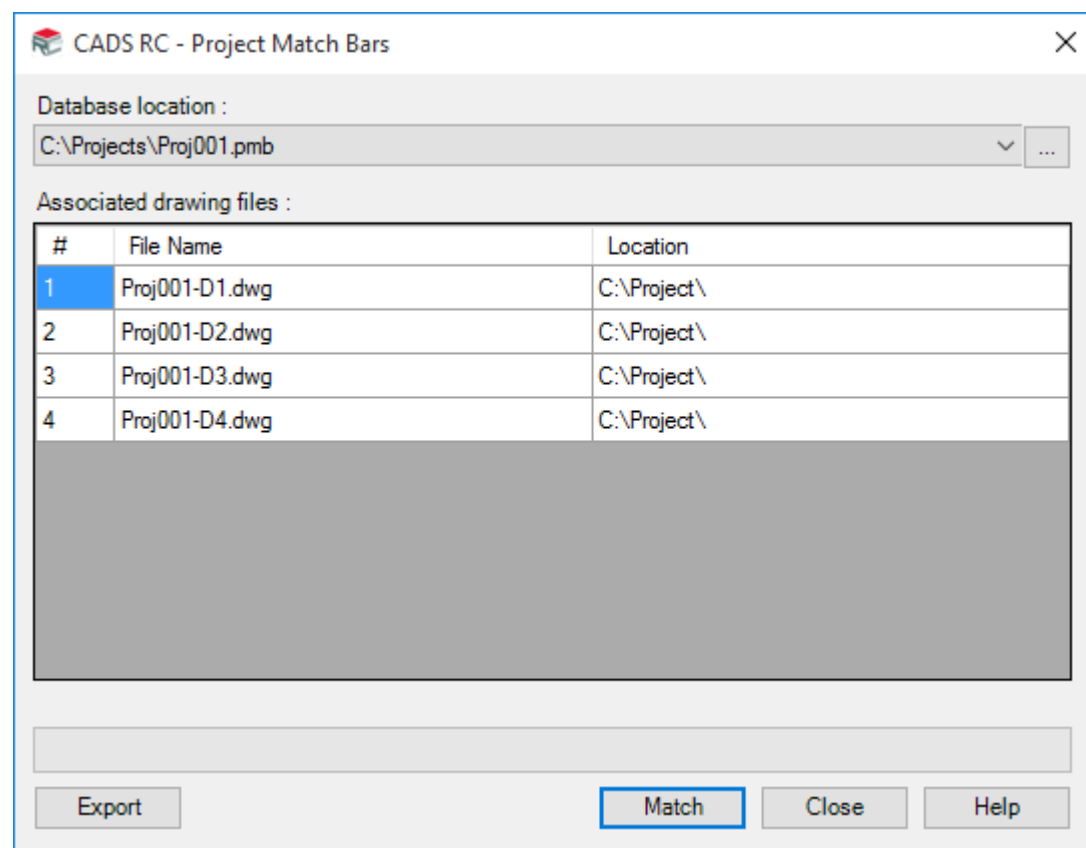 CADS RC - Project Match Bars
Database location :
C:\Projects\Proj001.pmb ...
Associated drawing files :
# File Name Location
1 Proj001-D1.dwg C:\Project\
2 Proj001-D2.dwg C:\Project\
3 Proj001-D3.dwg C:\Project\
4 Proj001-D4.dwg C:\Project\
Export Match Close Help